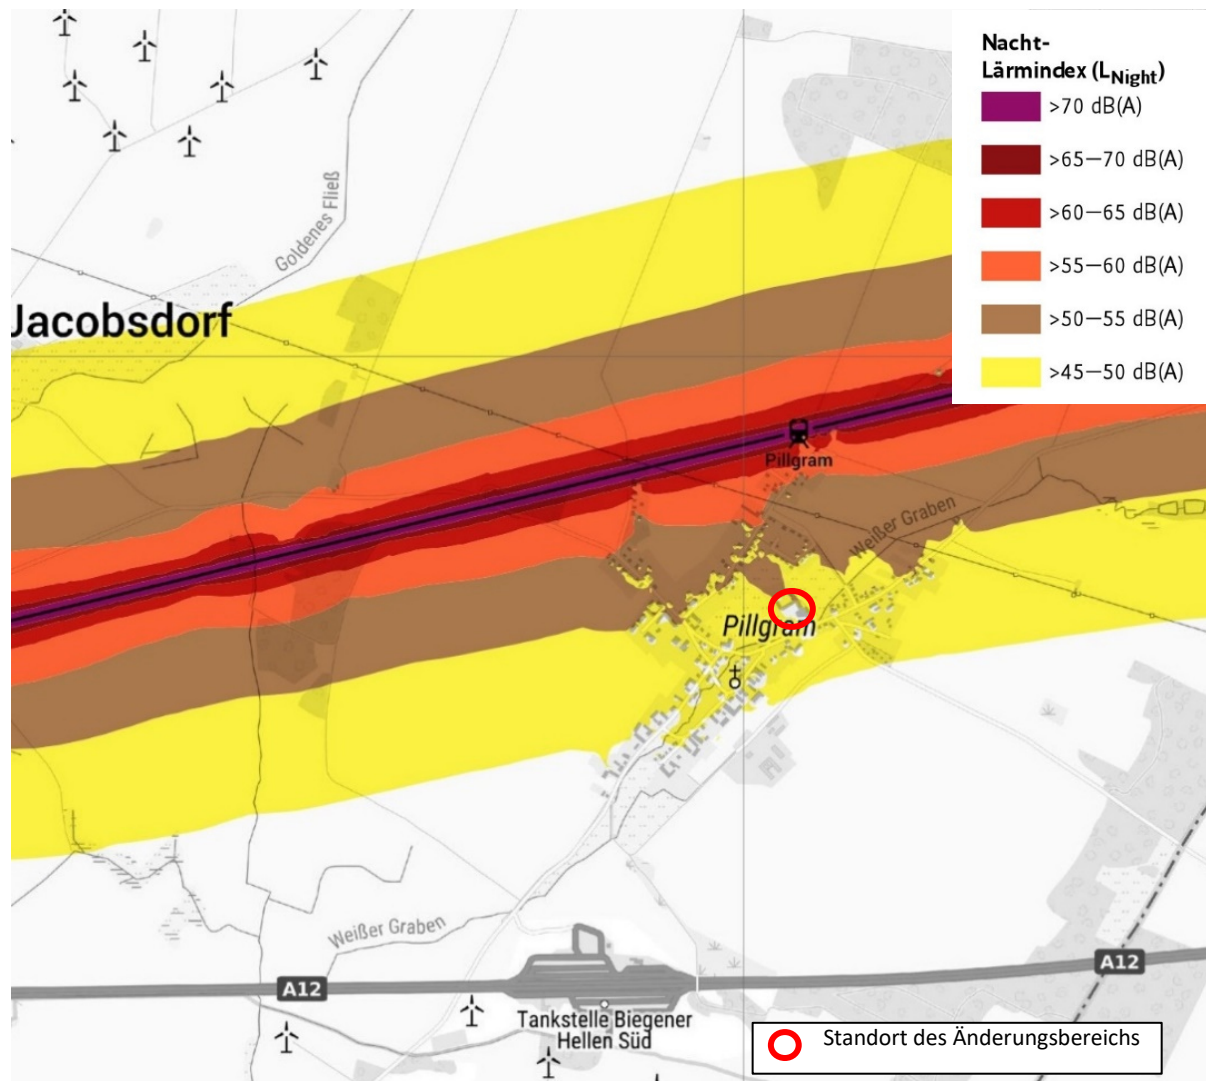 Nacht-
Lärmindex (LNight)
>70 dB(A)
>65–70 dB(A)
>60–65 dB(A)
>55–60 dB(A)
>50–55 dB(A)
>45–50 dB(A)
Goldenes Fließ
Jacobsdorf
Pillgram
Weißer Graben
Pillgram
Weißer Graben
A12
A12
Tankstelle Biegener
Hellen Süd
Standort des Änderungsbereichs